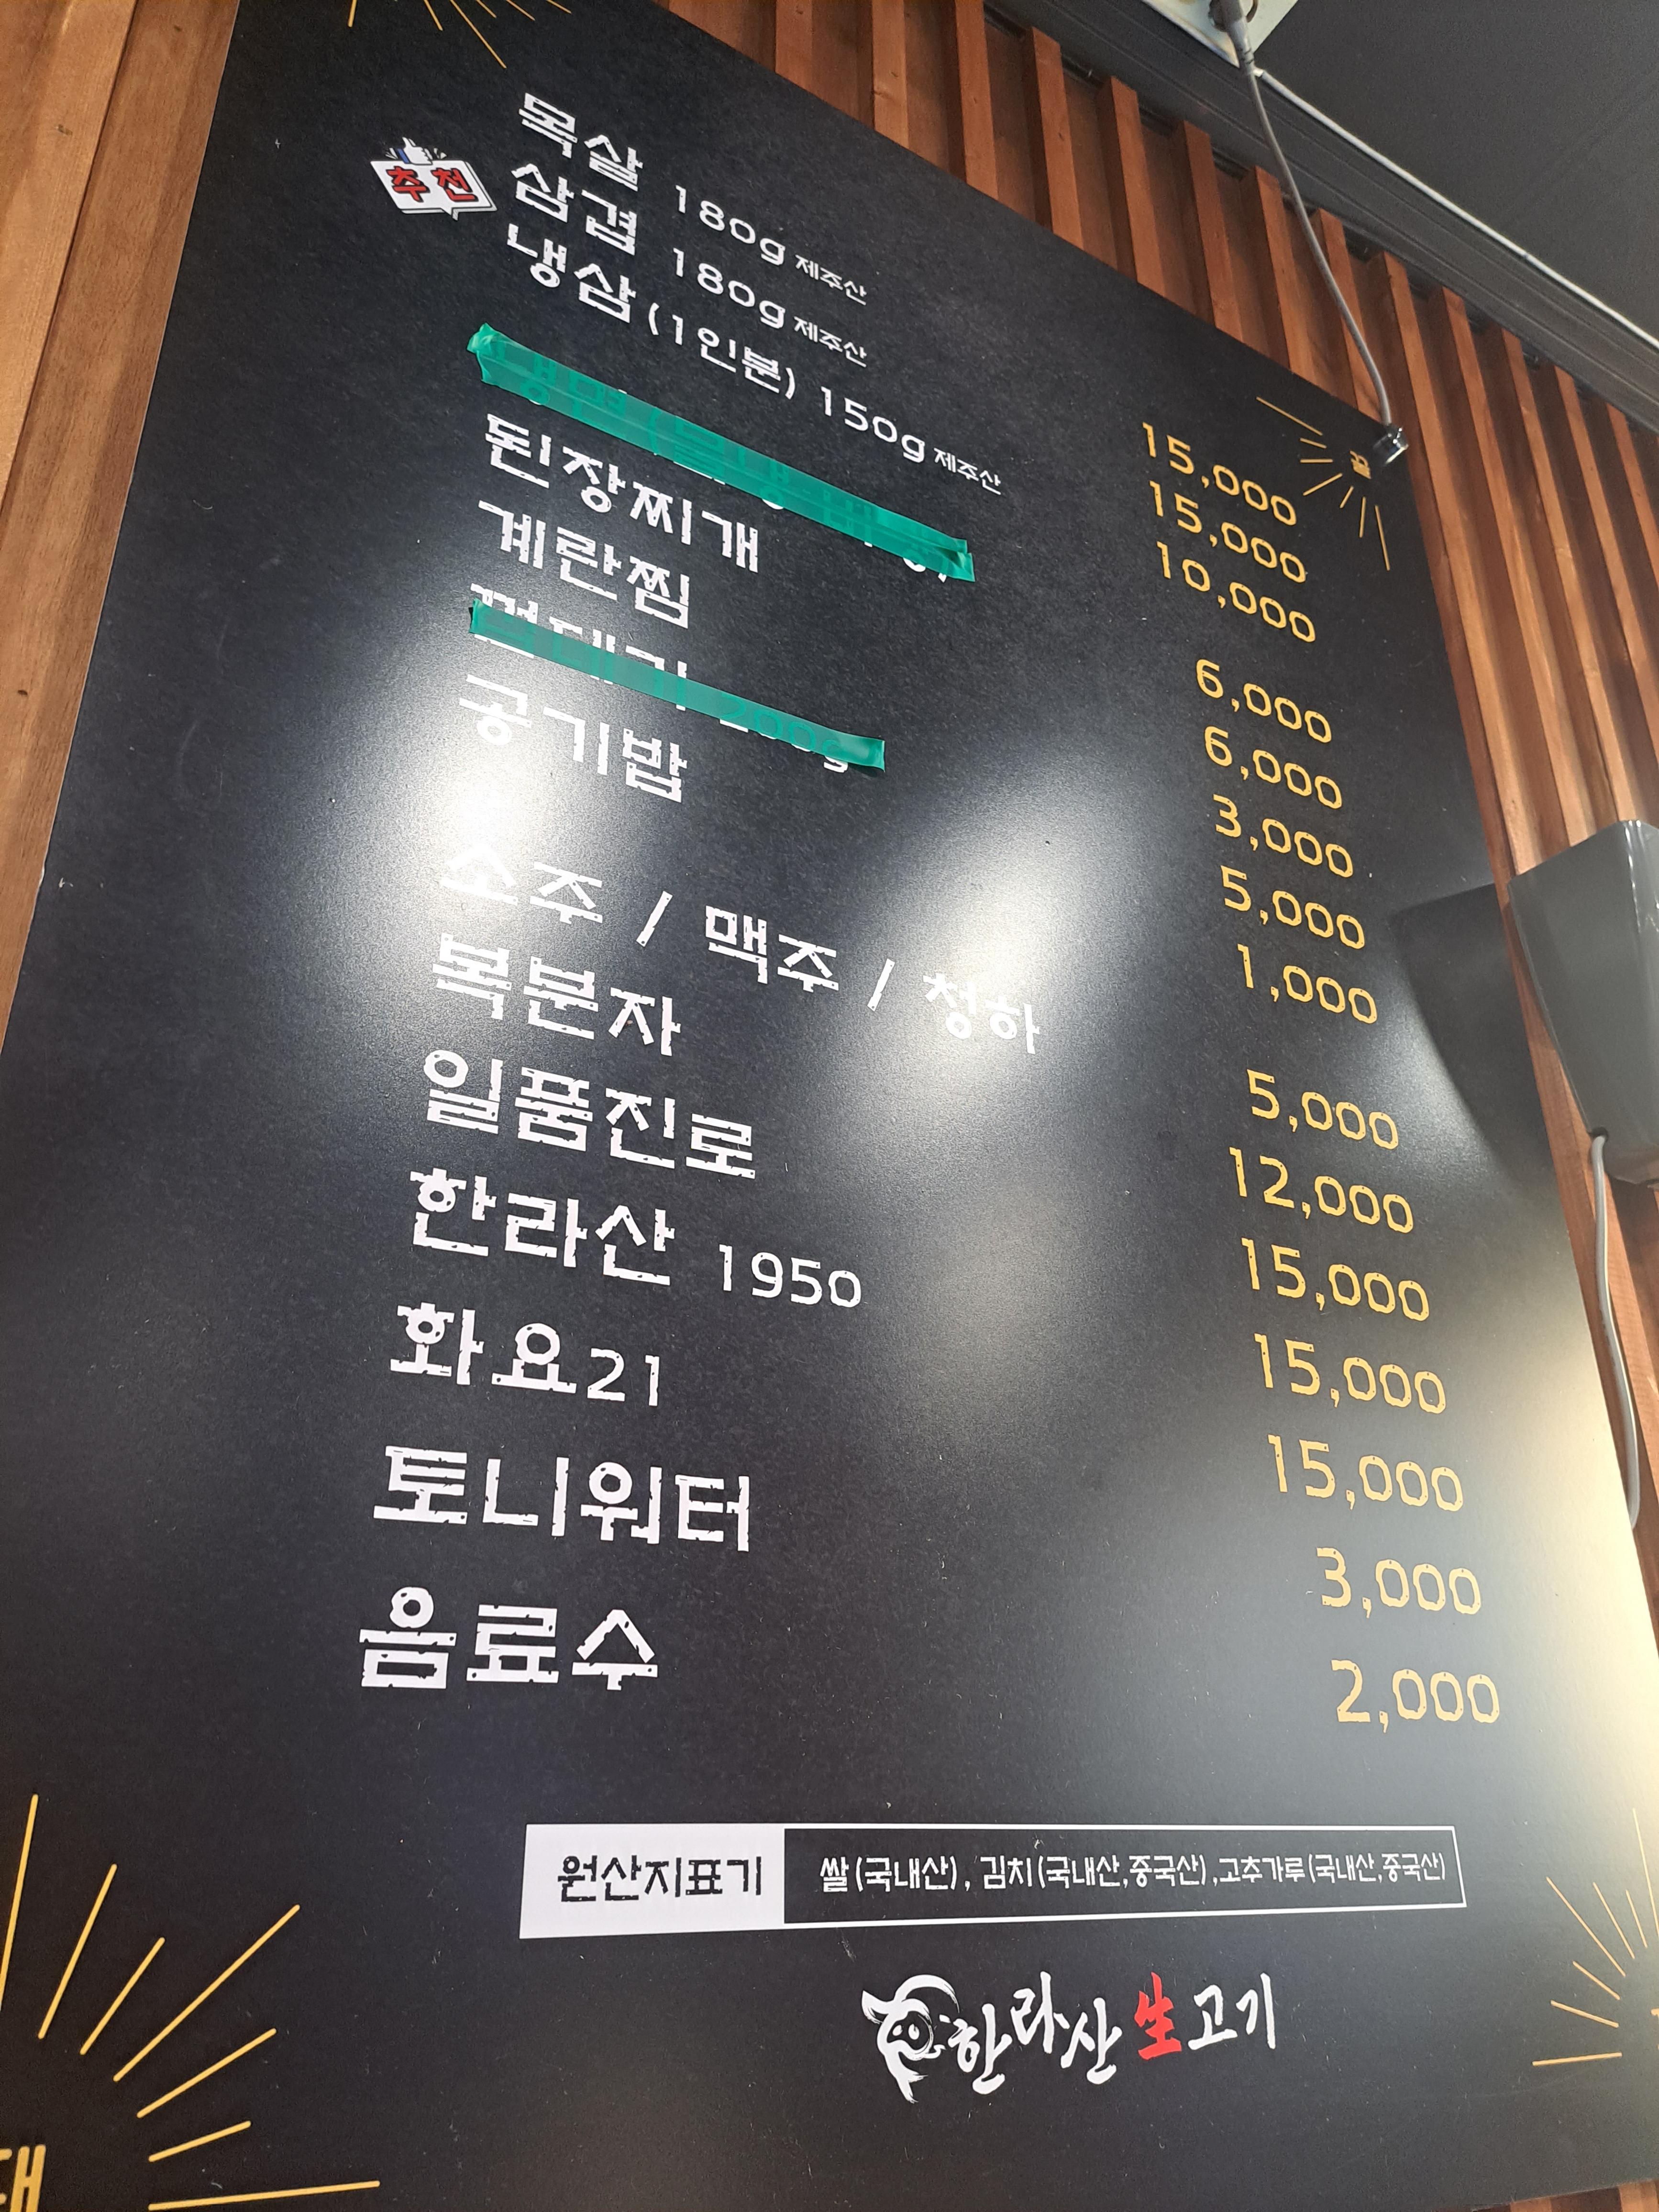 목살 180g 제주산 15,000
추천 삼겹 180g 제주산 15,000
냉삼 (1인분) 150g 제주산 10,000
6,000
된장찌개 6,000
계란찜 3,000
껍데기 200g 5,000
공기밥 1,000
소주 / 맥주 / 청하 5,000
복분자 12,000
일품진로 15,000
한라산 1950 15,000
화요21 15,000
토니워터 3,000
음료수 2,000
원산지표기 쌀(국내산), 김치(국내산,중국산),고추가루(국내산,중국산)
한라산生고기